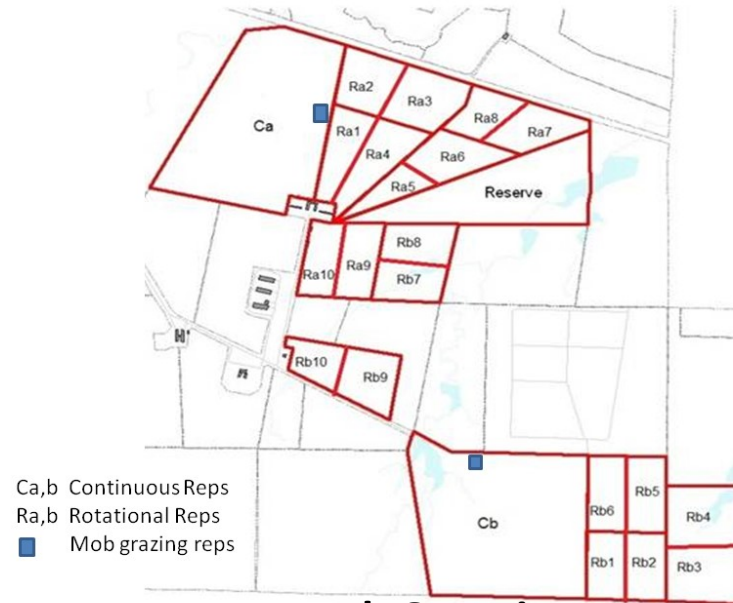 Ra2
Ra3
Ca
Ra8
Ra7
Ra1
Ra4
Ra6
Ra5
Reserve
Rb8
Ra10
Ra9
Rb7
Rb10
Rb9
Ca,b Continuous Reps
Ra,b Rotational Reps
Mob grazing reps
Cb
Rb6
Rb5
Rb4
Rb1
Rb2
Rb3